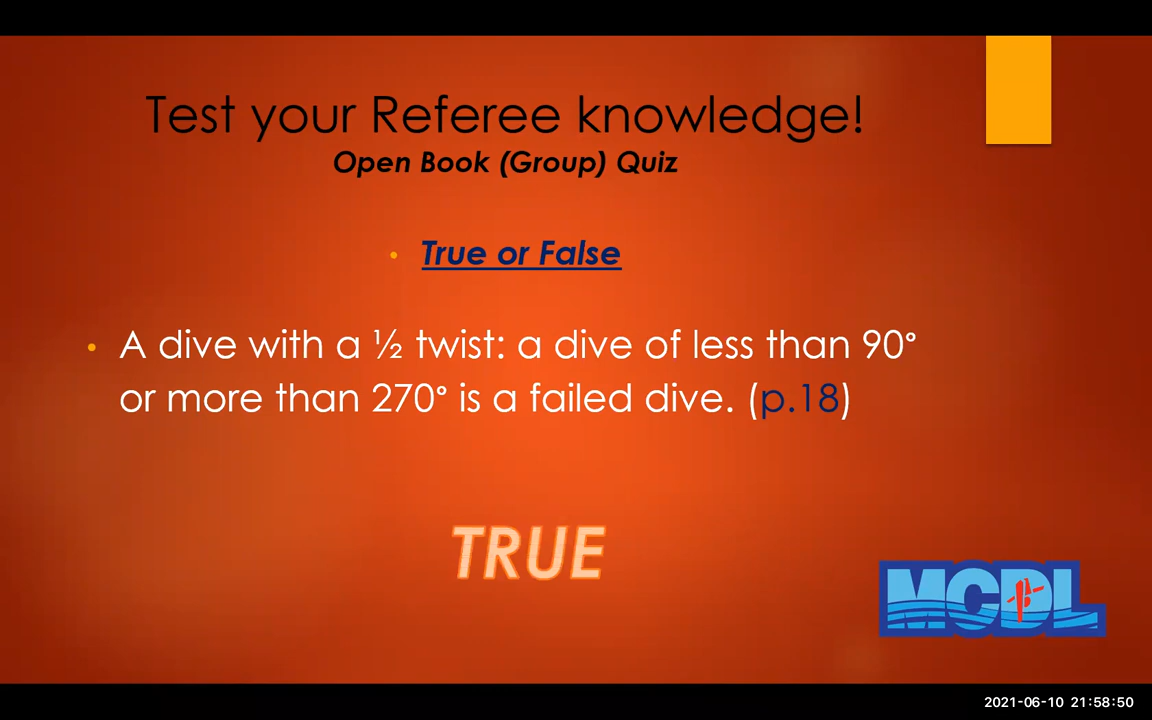 Test your Referee knowledge!
Open Book (Group) Quiz
• True or False
• A dive with a ½ twist: a dive of less than 90°
or more than 270° is a failed dive. (p.18)
TRUE
MCDL
2021-06-10 21:58:50